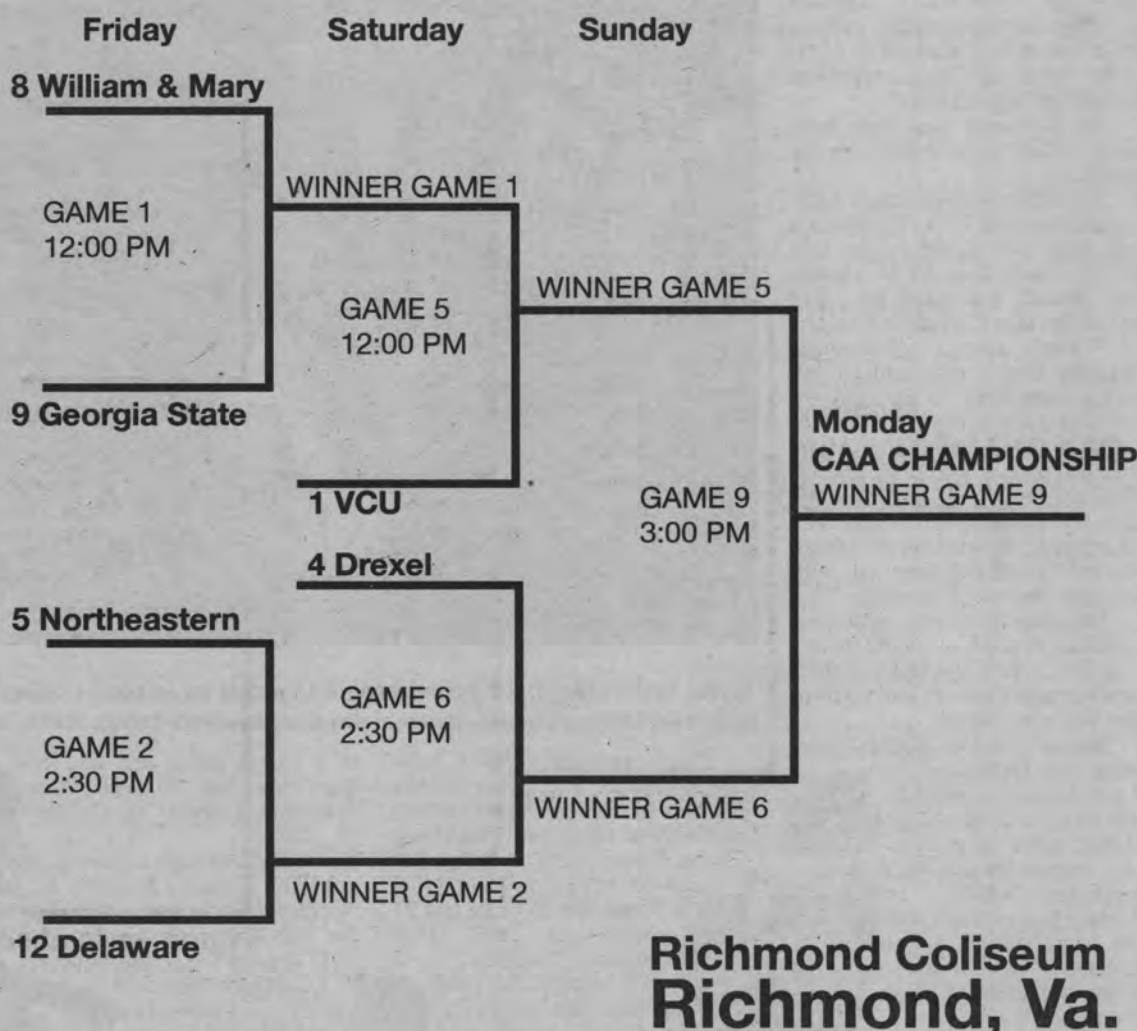 Friday
Saturday
Sunday
8 William & Mary
GAME 1
12:00 PM
9 Georgia State
WINNER GAME 1
GAME 5
12:00 PM
1 VCU
WINNER GAME 5
4 Drexel
5 Northeastern
GAME 2
2:30 PM
12 Delaware
GAME 6
2:30 PM
WINNER GAME 2
WINNER GAME 6
GAME 9
3:00 PM
Monday
CAA CHAMPIONSHIP
WINNER GAME 9
Richmond Coliseum
Richmond, Va.